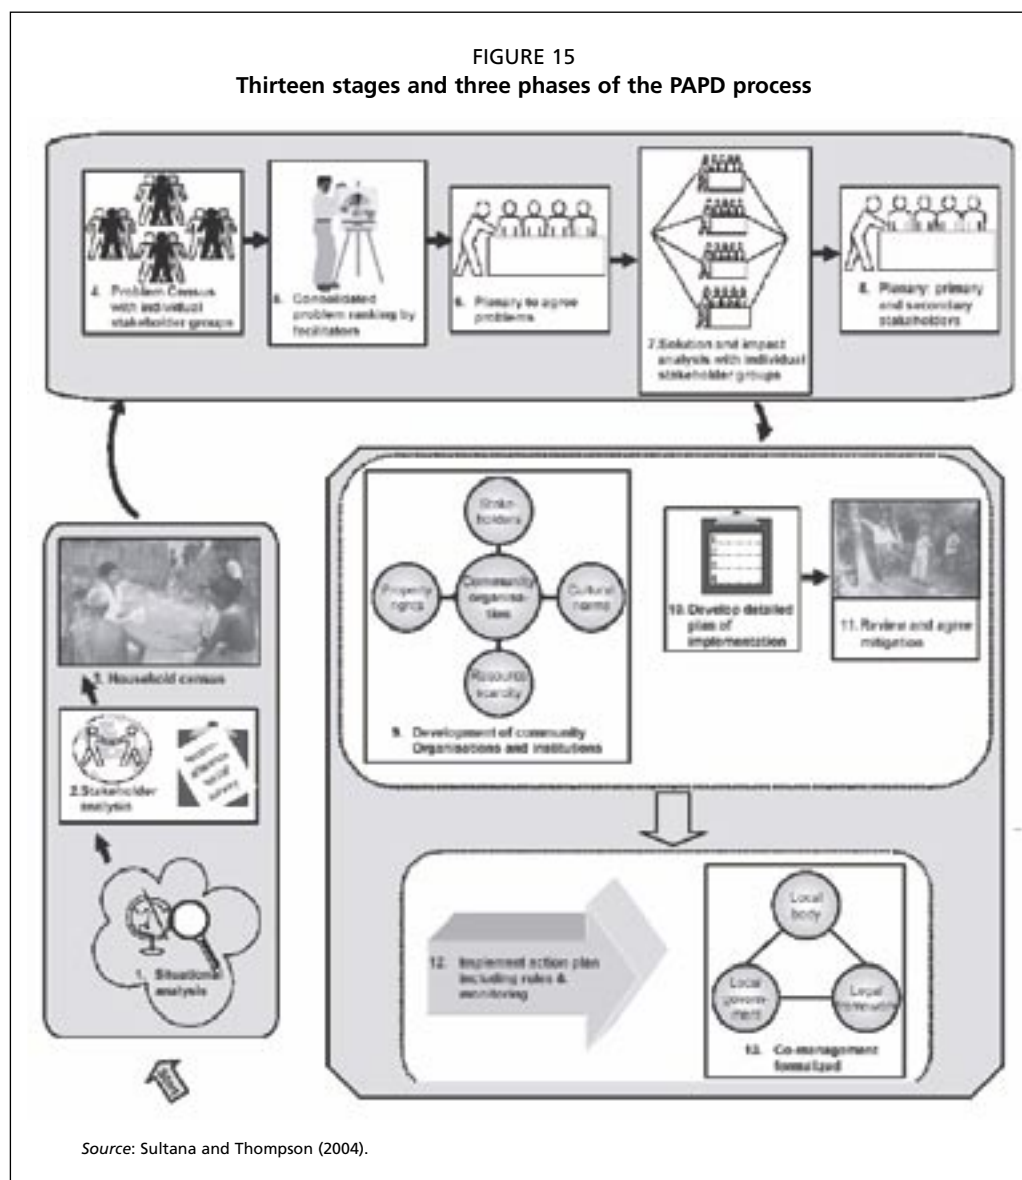 FIGURE 15
Thirteen stages and three phases of the PAPD process
4. Problem Census
with individual
stakeholder groups
Consolidated
problem ranking by
facilitators
6. Plenary to agree
problems
7.Solution and impact
analysis with individual
stakeholder groups
8. Plenary: primary
and secondary
stakeholders
3. Household census
2.Stakeholder
analysis
1. Situational
analysis
Start
Stake-
holders
Property
rights
Community
organisa-
tions
Cultural
norms
Resource
scarcity
9. Development of community
Organisations and institutions
10. Develop detailed
plan of
implementation
11. Review and agree
mitigation
12. Implement action plan
including rules &
monitoring
Local
body
Local
govern-
ment
Legal
framework
13. Co-management
formalized
Source: Sultana and Thompson (2004).